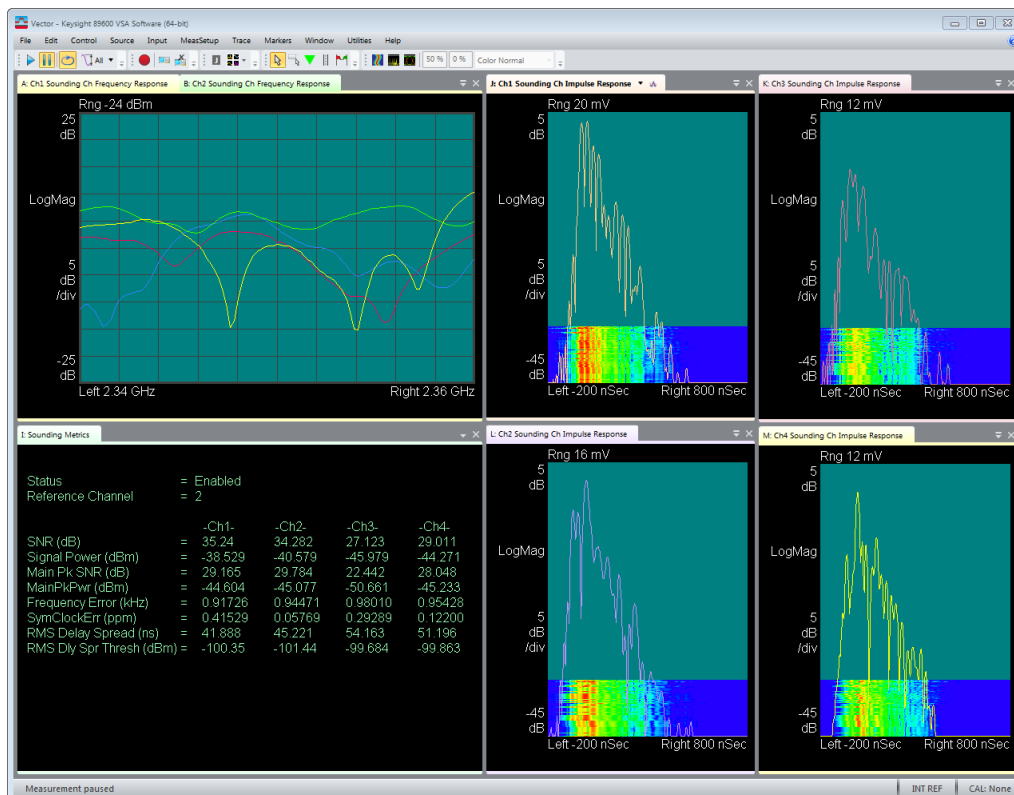 Vector - Keysight 89600 VSA Software (64-bit)
File Edit Control Source Input MeasSetup Trace Markers Window Utilities Help
All 50 % 0 % Color Normal
A: Ch1 Sounding Ch Frequency Response B: Ch2 Sounding Ch Frequency Response
Rng -24 dBm
25
dB
LogMag
5
dB
/div
-25
dB
Left 2.34 GHz Right 2.36 GHz
J: Ch1 Sounding Ch Impulse Response
Rng 20 mV
5
dB
LogMag
5
dB
/div
-45
dB
Left -200 nSec Right 800 nSec
K: Ch3 Sounding Ch Impulse Response
Rng 12 mV
5
dB
LogMag
5
dB
/div
-45
dB
Left -200 nSec Right 800 nSec
I: Sounding Metrics
Status = Enabled
Reference Channel = 2
-Ch1- -Ch2- -Ch3- -Ch4-
SNR (dB) = 35.24 34.282 27.123 29.011
Signal Power (dBm) = -38.529 -40.579 -45.979 -44.271
Main Pk SNR (dB) = 29.165 29.784 22.442 28.048
MainPkPwr (dBm) = -44.604 -45.077 -50.661 -45.233
Frequency Error (kHz) = 0.91726 0.94471 0.98010 0.95428
SymClockErr (ppm) = 0.41529 0.05769 0.29289 0.12200
RMS Delay Spread (ns) = 41.888 45.221 54.163 51.196
RMS Dly Spr Thresh (dBm) = -100.35 -101.44 -99.684 -99.863
L: Ch2 Sounding Ch Impulse Response
Rng 16 mV
5
dB
LogMag
5
dB
/div
-45
dB
Left -200 nSec Right 800 nSec
M: Ch4 Sounding Ch Impulse Response
Rng 12 mV
5
dB
LogMag
5
dB
/div
-45
dB
Left -200 nSec Right 800 nSec
Measurement paused INT REF CAL: None